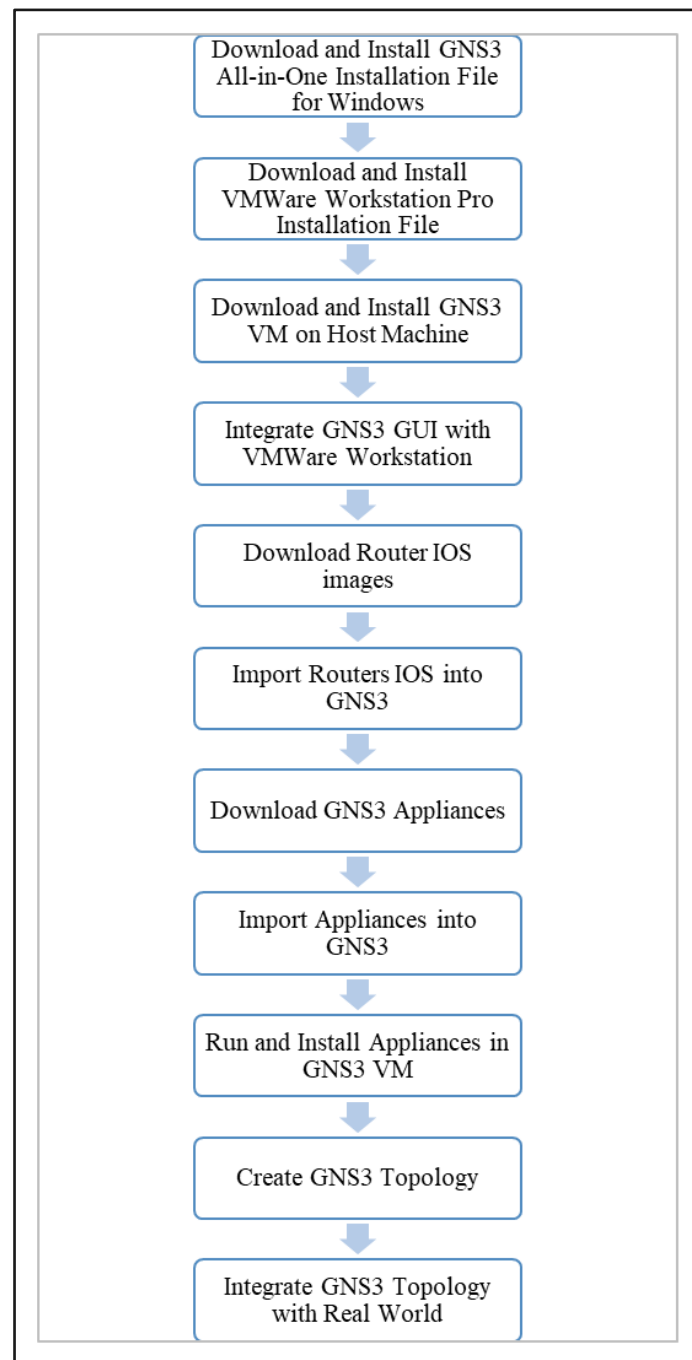 Download and Install GNS3
All-in-One Installation File
for Windows
Download and Install
VMWare Workstation Pro
Installation File
Download and Install GNS3
VM on Host Machine
Integrate GNS3 GUI with
VMWare Workstation
Download Router IOS
images
Import Routers IOS into
GNS3
Download GNS3 Appliances
Import Appliances into
GNS3
Run and Install Appliances in
GNS3 VM
Create GNS3 Topology
Integrate GNS3 Topology
with Real World